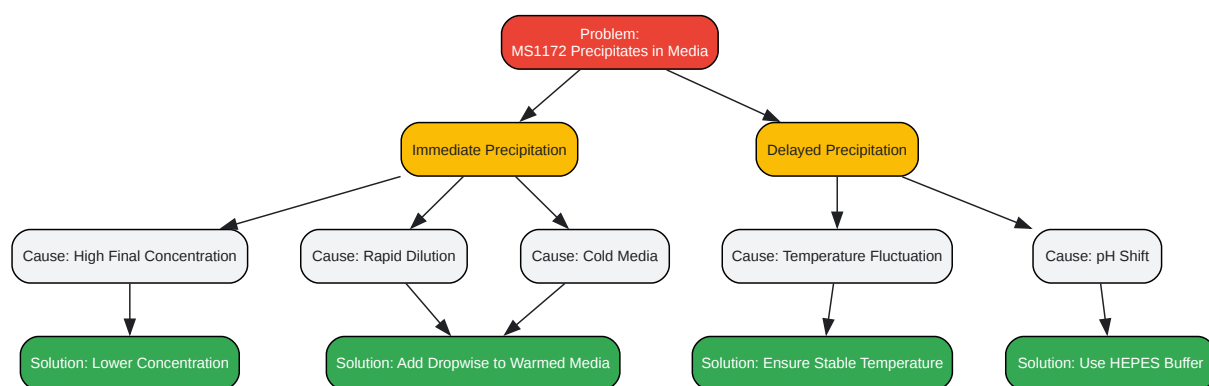 Problem:
MS1172 Precipitates in Media
Immediate Precipitation
Delayed Precipitation
Cause: High Final Concentration
Cause: Rapid Dilution
Cause: Cold Media
Cause: Temperature Fluctuation
Cause: pH Shift
Solution: Lower Concentration
Solution: Add Dropwise to Warmed Media
Solution: Ensure Stable Temperature
Solution: Use HEPES Buffer